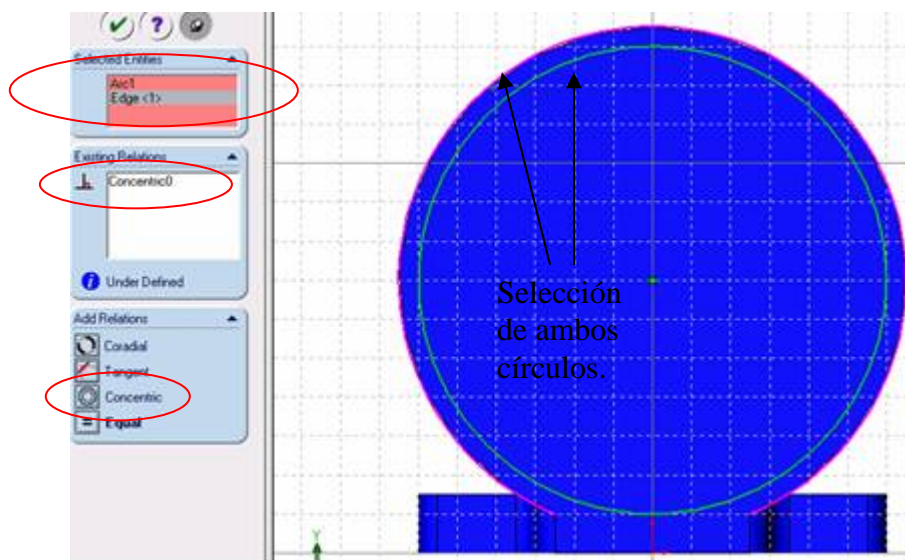 Selected Entities
Arc1
Edge <1>
Existing Relations
Concentric0
Under Defined
Add Relations
Coradial
Tangent
Concentric
Equal
Selección
de ambos
círculos.
Y